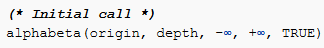 (* Initial call *)
alphabeta(origin, depth, -∞, +∞, TRUE)